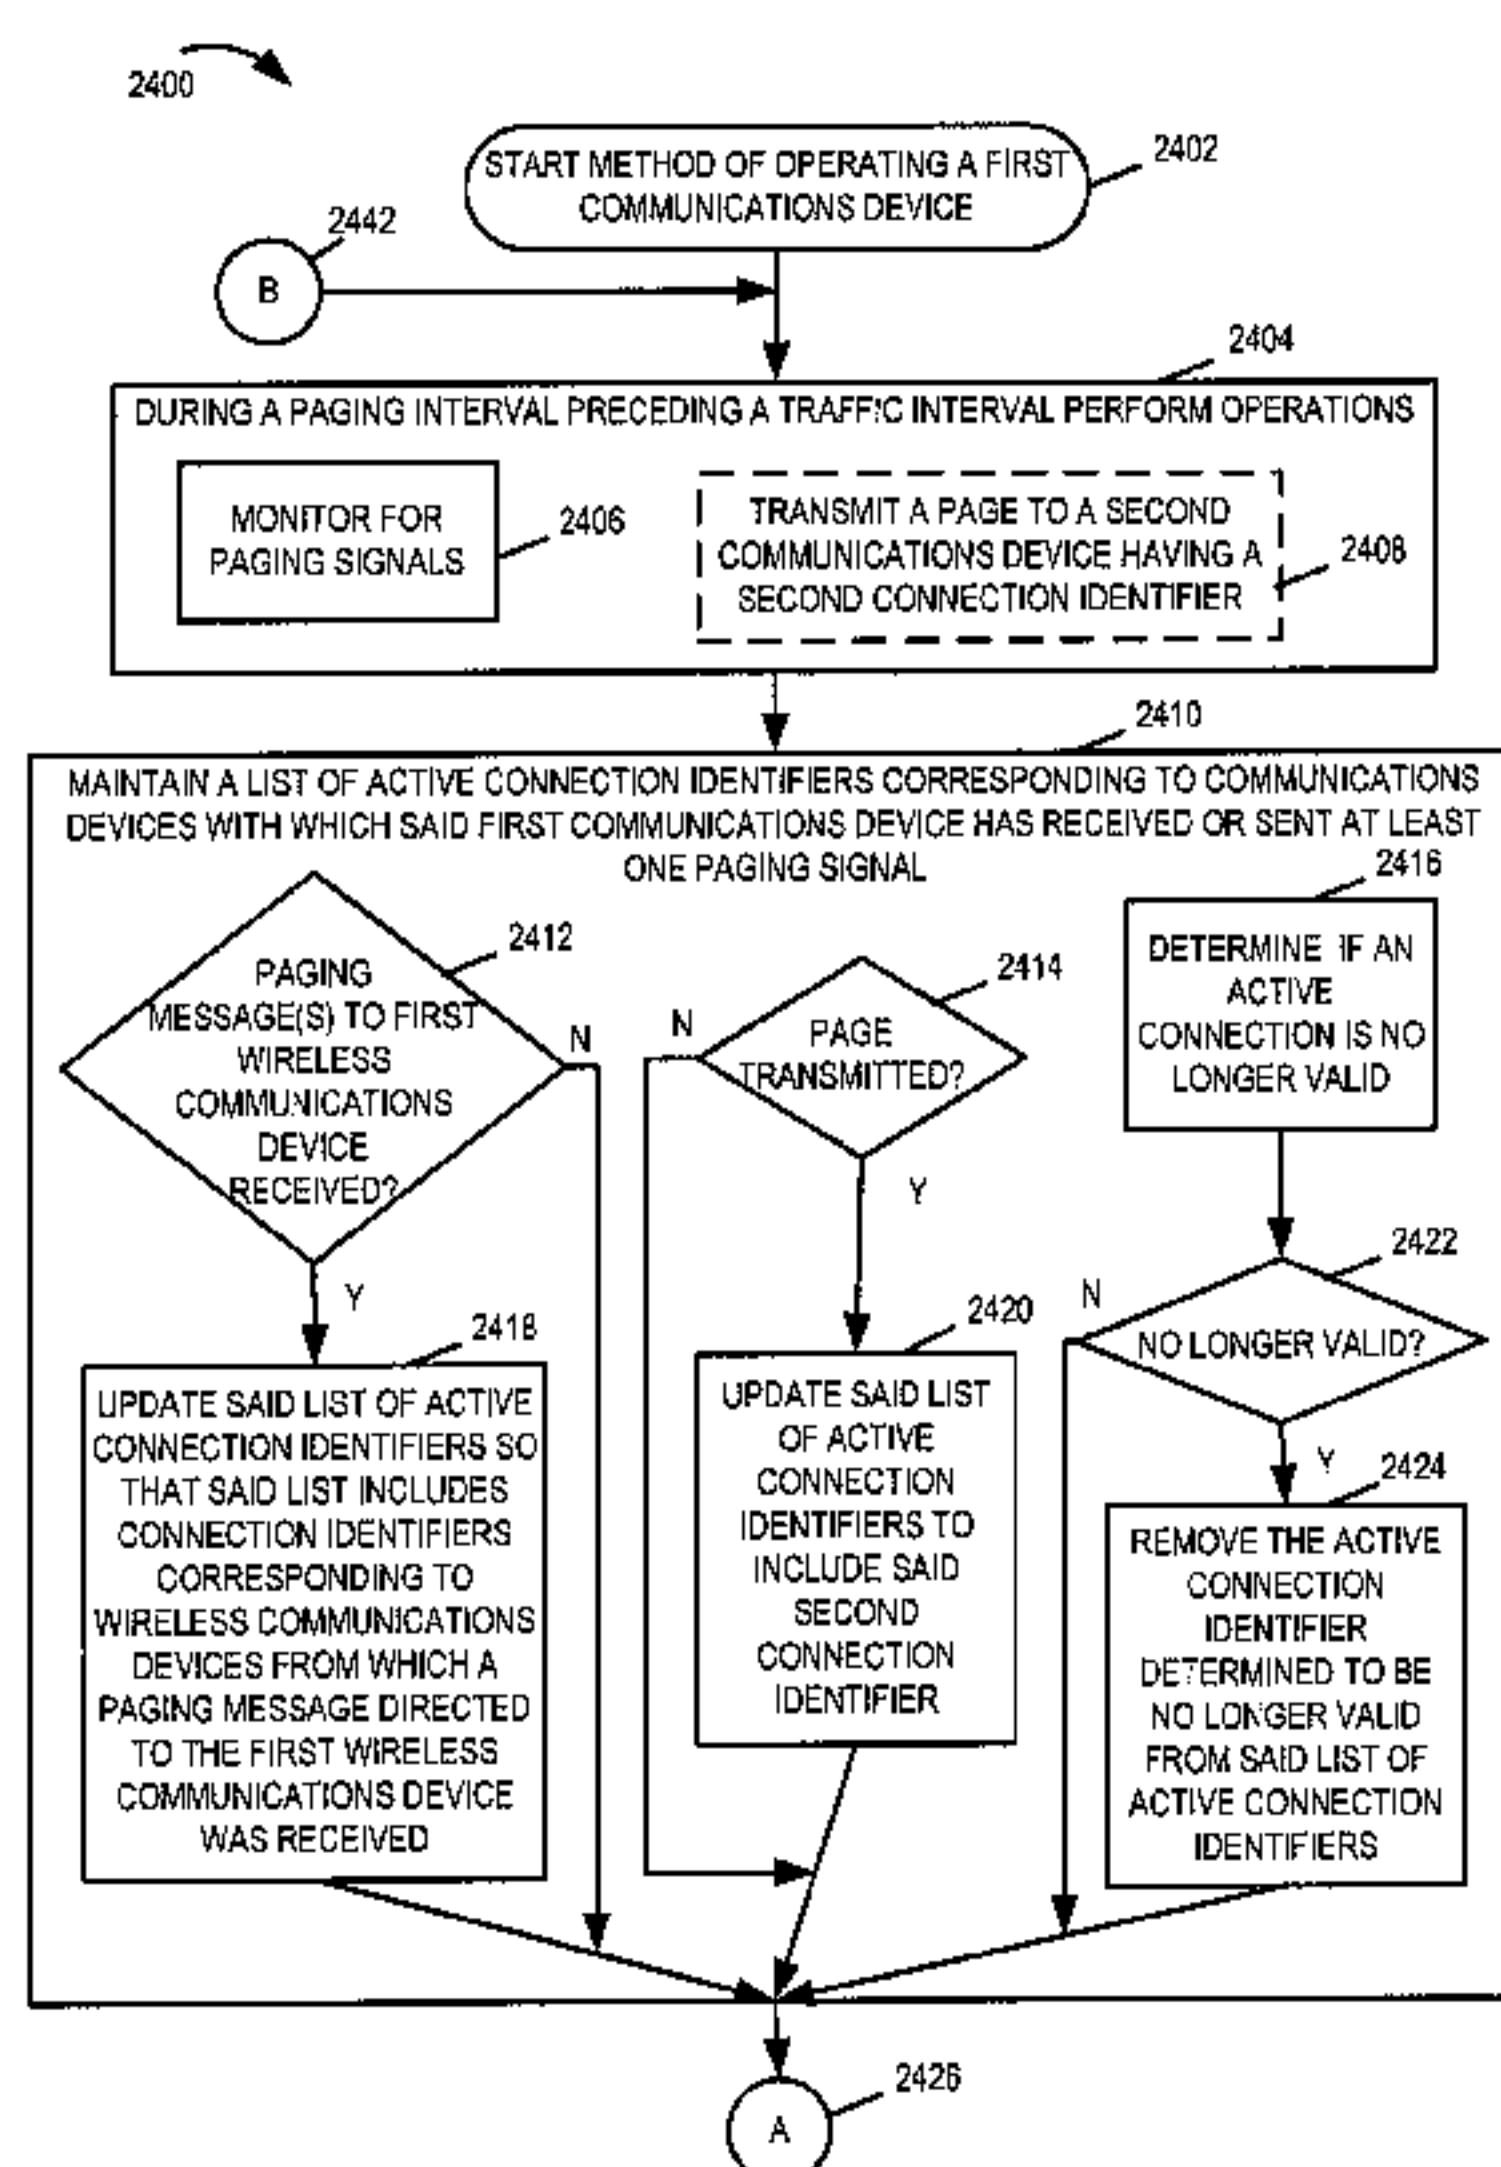 2400
START METHOD OF OPERATING A FIRST
COMMUNICATIONS DEVICE
2402
2442
B
2404
DURING A PAGING INTERVAL PRECEDING A TRAFFIC INTERVAL PERFORM OPERATIONS
MONITOR FOR
PAGING SIGNALS
2406
TRANSMIT A PAGE TO A SECOND
COMMUNICATIONS DEVICE HAVING A
SECOND CONNECTION IDENTIFIER
2408
2410
MAINTAIN A LIST OF ACTIVE CONNECTION IDENTIFIERS CORRESPONDING TO COMMUNICATIONS
DEVICES WITH WHICH SAID FIRST COMMUNICATIONS DEVICE HAS RECEIVED OR SENT AT LEAST
ONE PAGING SIGNAL
2412
PAGING
MESSAGE(S) TO FIRST
WIRELESS
COMMUNICATIONS
DEVICE
RECEIVED?
N
Y
2414
PAGE
TRANSMITTED?
N
Y
2416
DETERMINE IF AN
ACTIVE
CONNECTION IS NO
LONGER VALID
2422
NO LONGER VALID?
N
Y
2418
UPDATE SAID LIST OF ACTIVE
CONNECTION IDENTIFIERS SO
THAT SAID LIST INCLUDES
CONNECTION IDENTIFIERS
CORRESPONDING TO
WIRELESS COMMUNICATIONS
DEVICES FROM WHICH A
PAGING MESSAGE DIRECTED
TO THE FIRST WIRELESS
COMMUNICATIONS DEVICE
WAS RECEIVED
2420
UPDATE SAID LIST
OF ACTIVE
CONNECTION
IDENTIFIERS TO
INCLUDE SAID
SECOND
CONNECTION
IDENTIFIER
2424
REMOVE THE ACTIVE
CONNECTION
IDENTIFIER
DETERMINED TO BE
NO LONGER VALID
FROM SAID LIST OF
ACTIVE CONNECTION
IDENTIFIERS
2426
A